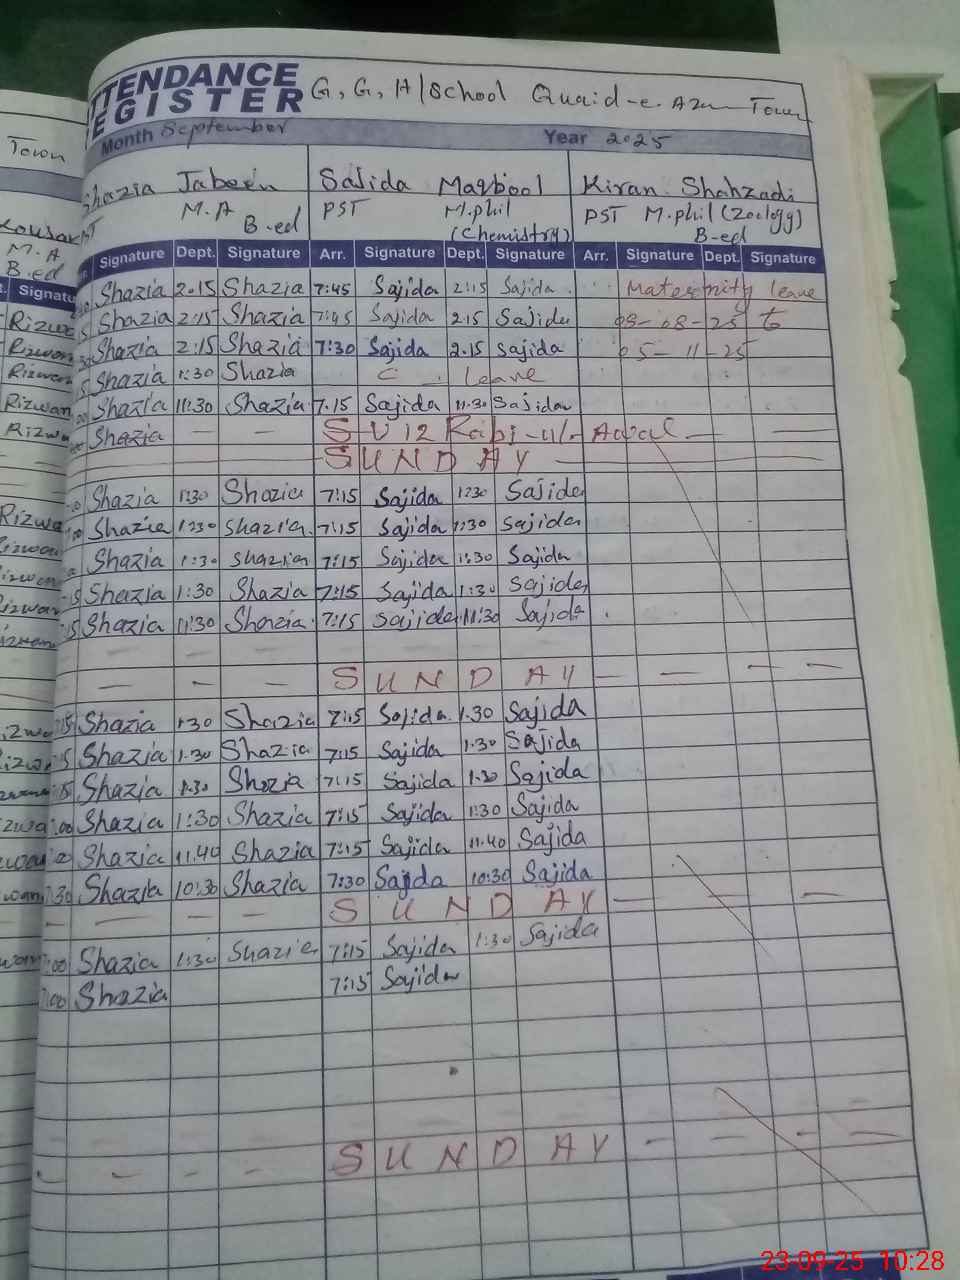 ATTENDANCE G, G, H/School Quaid-e-Azam Town
REGISTER
Month September Year 2025
Shazia Jabeen Sajida Maqbool Kiran Shahzadi
M.A B-ed PST M.phil (Chemistry) PST M.phil (Zoology) B-ed
Signature Dept. Signature Arr. Signature Dept. Signature Arr. Signature Dept. Signature
Shazia 2.15 Shazia 7:45 Sajida 2:15 Sajida Maternity leave
Shazia 2:15 Shazia 7:45 Sajida 2.15 Sajida 09-08-25 to
Shazia 2:15 Shazia 7:30 Sajida 2.15 Sajida 05-11-25
Shazia 1:30 Shazia C leave
Shazia 11:30 Shazia 7.15 Sajida 11.30 Sajida
Shazia — — 12 Rabi-ul-Awal — —
SUNDAY
Shazia 1:30 Shazia 7:15 Sajida 1:30 Sajida
Shazia 1:30 Shazia 7:15 Sajida 1:30 Sajida
Shazia 1:30 Shazia 7:15 Sajida 1:30 Sajida
Shazia 1:30 Shazia 7:15 Sajida 1:30 Sajida
Shazia 11:30 Shazia 7:15 Sajida 11:30 Sajida
— — — SUNDAY — — — —
Shazia 1:30 Shazia 7:15 Sajida 1.30 Sajida
Shazia 1.30 Shazia 7:15 Sajida 1.30 Sajida
Shazia 1.30 Shazia 7:15 Sajida 1.30 Sajida
7:00 Shazia 1:30 Shazia 7:15 Sajida 1:30 Sajida
Shazia 11.40 Shazia 7:15 Sajida 11.40 Sajida
7:30 Shazia 10:30 Shazia 7:30 Sajida 10:30 Sajida
— — — SUNDAY — — —
7:00 Shazia 1:30 Shazia 7:15 Sajida 1:30 Sajida
7:00 Shazia 7:15 Sajida
— — — — SUNDAY — — — —
23-09-25 10:28